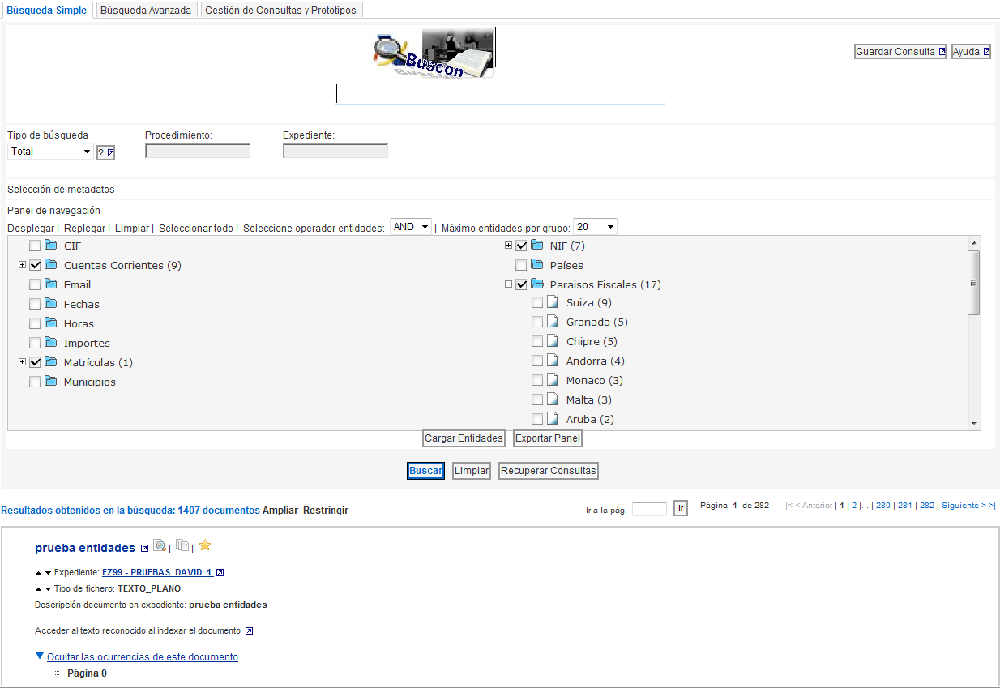 Búsqueda Simple Búsqueda Avanzada Gestión de Consultas y Prototipos
Buscon
Guardar Consulta Ayuda
Tipo de búsqueda Procedimiento: Expediente:
Total ?
Selección de metadatos
Panel de navegación
Desplegar | Replegar | Limpiar | Seleccionar todo | Seleccione operador entidades: AND | Máximo entidades por grupo: 20
CIF
Cuentas Corrientes (9)
Email
Fechas
Horas
Importes
Matrículas (1)
Municipios
NIF (7)
Países
Paraisos Fiscales (17)
Suiza (9)
Granada (5)
Chipre (5)
Andorra (4)
Monaco (3)
Malta (3)
Aruba (2)
Cargar Entidades Exportar Panel
Buscar Limpiar Recuperar Consultas
Resultados obtenidos en la búsqueda: 1407 documentos Ampliar Restringir
Ir a la pág. Ir Página 1 de 282 |< < Anterior | 1 | 2 |... | 280 | 281 | 282 | Siguiente > >|
prueba entidades | |
Expediente: FZ99 - PRUEBAS_DAVID_1
Tipo de fichero: TEXTO_PLANO
Descripción documento en expediente: prueba entidades
Acceder al texto reconocido al indexar el documento
Ocultar las ocurrencias de este documento
Página 0